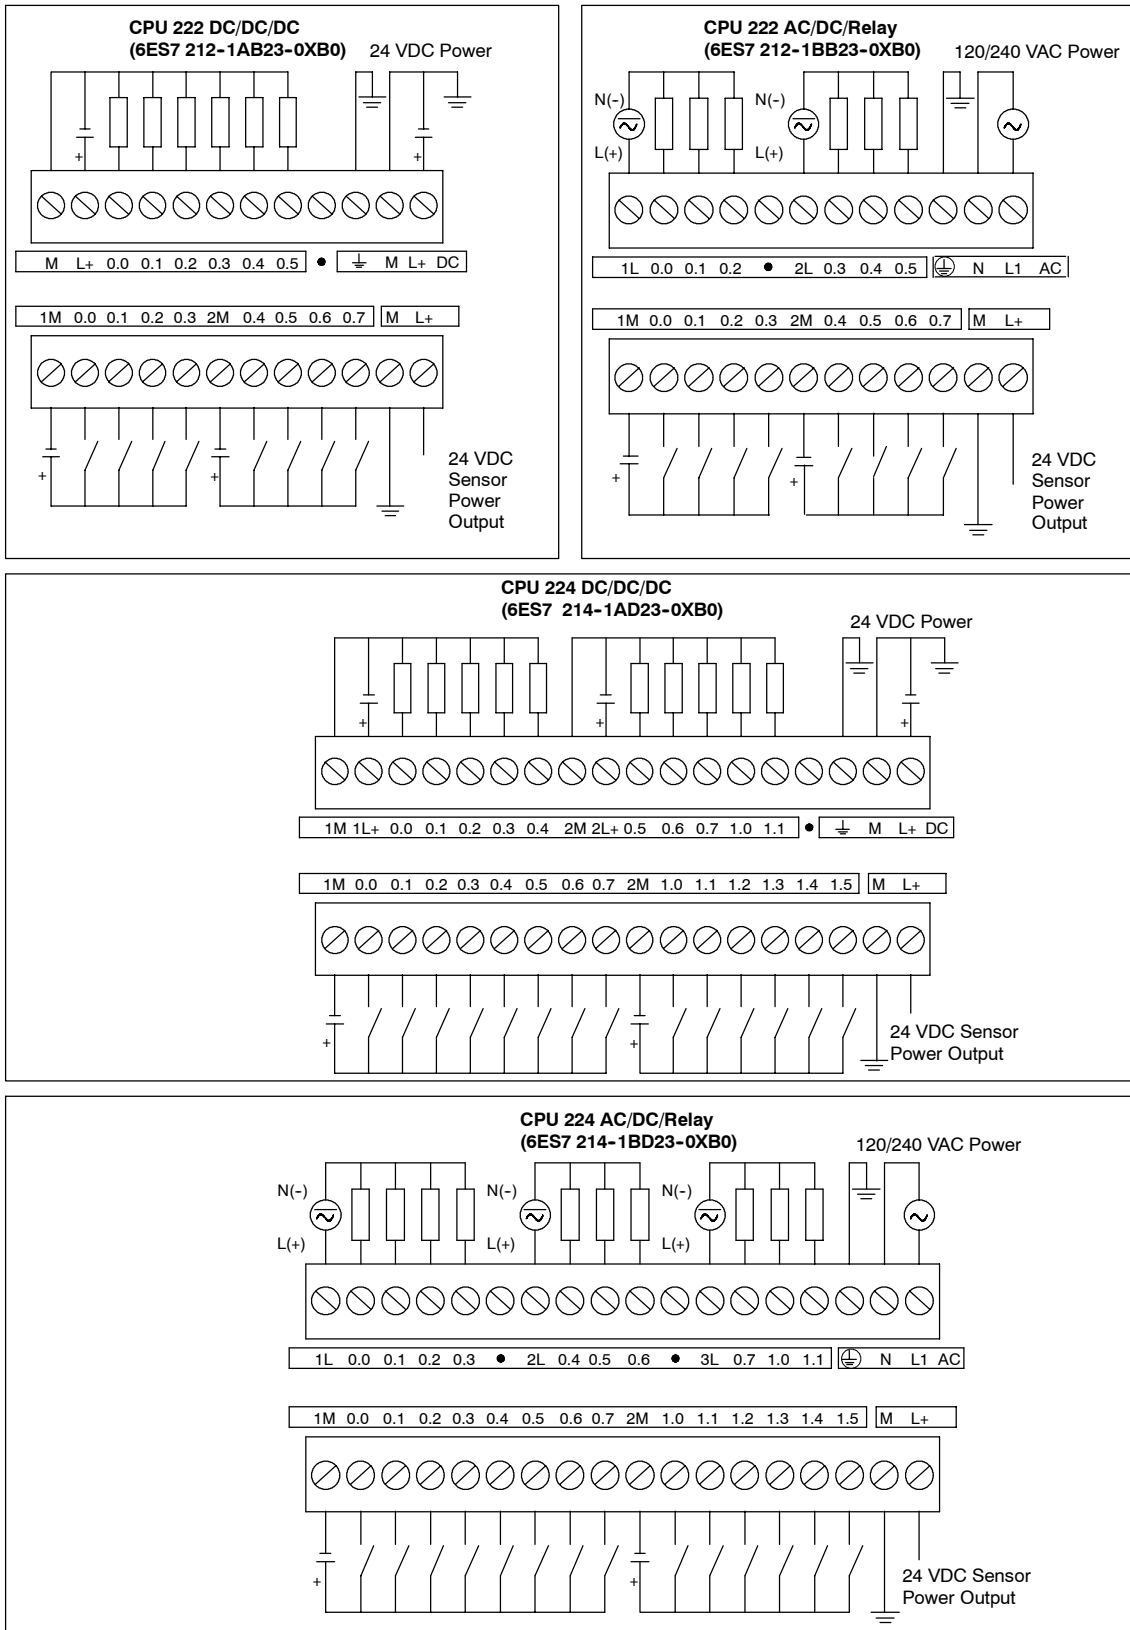 CPU 222 DC/DC/DC
(6ES7 212-1AB23-0XB0) 24 VDC Power
+ +
M L+ 0.0 0.1 0.2 0.3 0.4 0.5 • M L+ DC
1M 0.0 0.1 0.2 0.3 2M 0.4 0.5 0.6 0.7 M L+
+ +
24 VDC
Sensor
Power
Output
CPU 222 AC/DC/Relay
(6ES7 212-1BB23-0XB0) 120/240 VAC Power
N(-) N(-)
L(+) L(+)
1L 0.0 0.1 0.2 • 2L 0.3 0.4 0.5 N L1 AC
1M 0.0 0.1 0.2 0.3 2M 0.4 0.5 0.6 0.7 M L+
+ +
24 VDC
Sensor
Power
Output
CPU 224 DC/DC/DC
(6ES7 214-1AD23-0XB0)
24 VDC Power
+ + +
1M 1L+ 0.0 0.1 0.2 0.3 0.4 2M 2L+ 0.5 0.6 0.7 1.0 1.1 • M L+ DC
1M 0.0 0.1 0.2 0.3 0.4 0.5 0.6 0.7 2M 1.0 1.1 1.2 1.3 1.4 1.5 M L+
+ +
24 VDC Sensor
Power Output
CPU 224 AC/DC/Relay
(6ES7 214-1BD23-0XB0) 120/240 VAC Power
N(-) N(-) N(-)
L(+) L(+) L(+)
1L 0.0 0.1 0.2 0.3 • 2L 0.4 0.5 0.6 • 3L 0.7 1.0 1.1 N L1 AC
1M 0.0 0.1 0.2 0.3 0.4 0.5 0.6 0.7 2M 1.0 1.1 1.2 1.3 1.4 1.5 M L+
+ +
24 VDC Sensor
Power Output